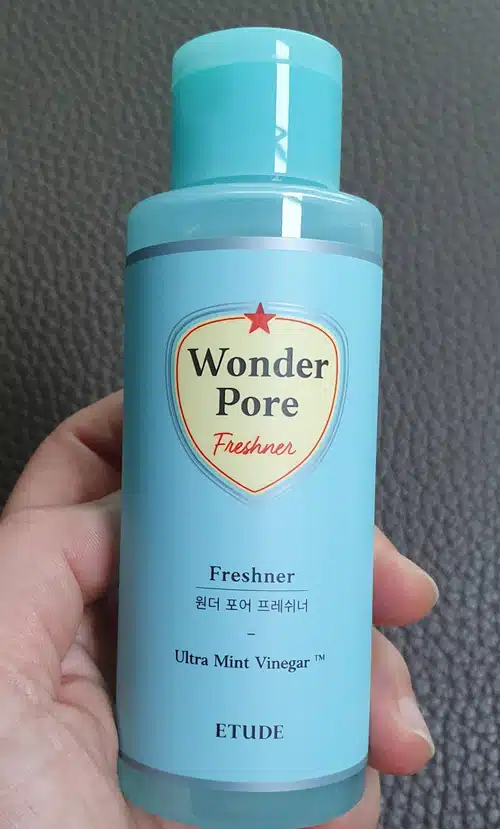 Wonder
Pore
Freshner
Freshner
원더 포어 프레쉬너
–
Ultra Mint Vinegar ™
ETUDE